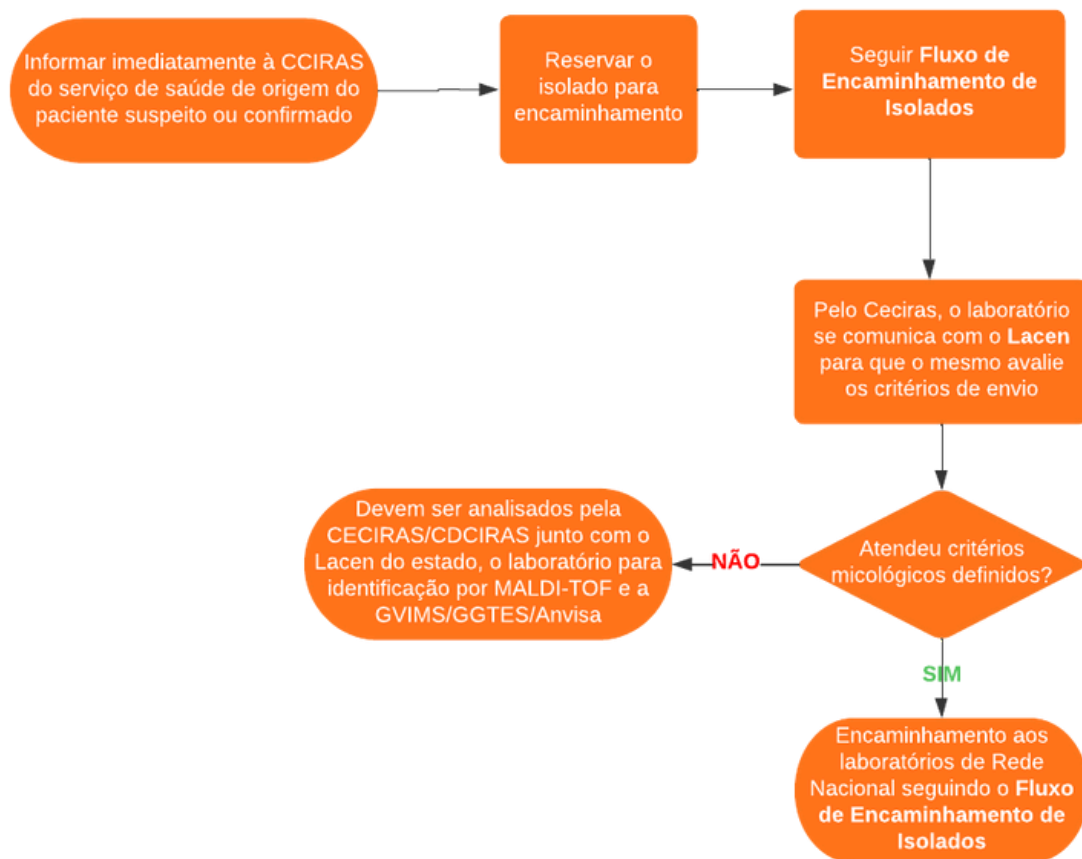 Informar imediatamente à CCIRAS
do serviço de saúde de origem do
paciente suspeito ou confirmado
Reservar o
isolado para
encaminhamento
Seguir Fluxo de
Encaminhamento de
Isolados
Pelo Ceciras, o laboratório
se comunica com o Lacen
para que o mesmo avalie
os critérios de envio
Atendeu critérios
micológicos definidos?
NÃO
Devem ser analisados pela
CECIRAS/CDCIRAS junto com o
Lacen do estado, o laboratório para
identificação por MALDI-TOF e a
GVIMS/GGTES/Anvisa
SIM
Encaminhamento aos
laboratórios de Rede
Nacional seguindo o Fluxo
de Encaminhamento de
Isolados